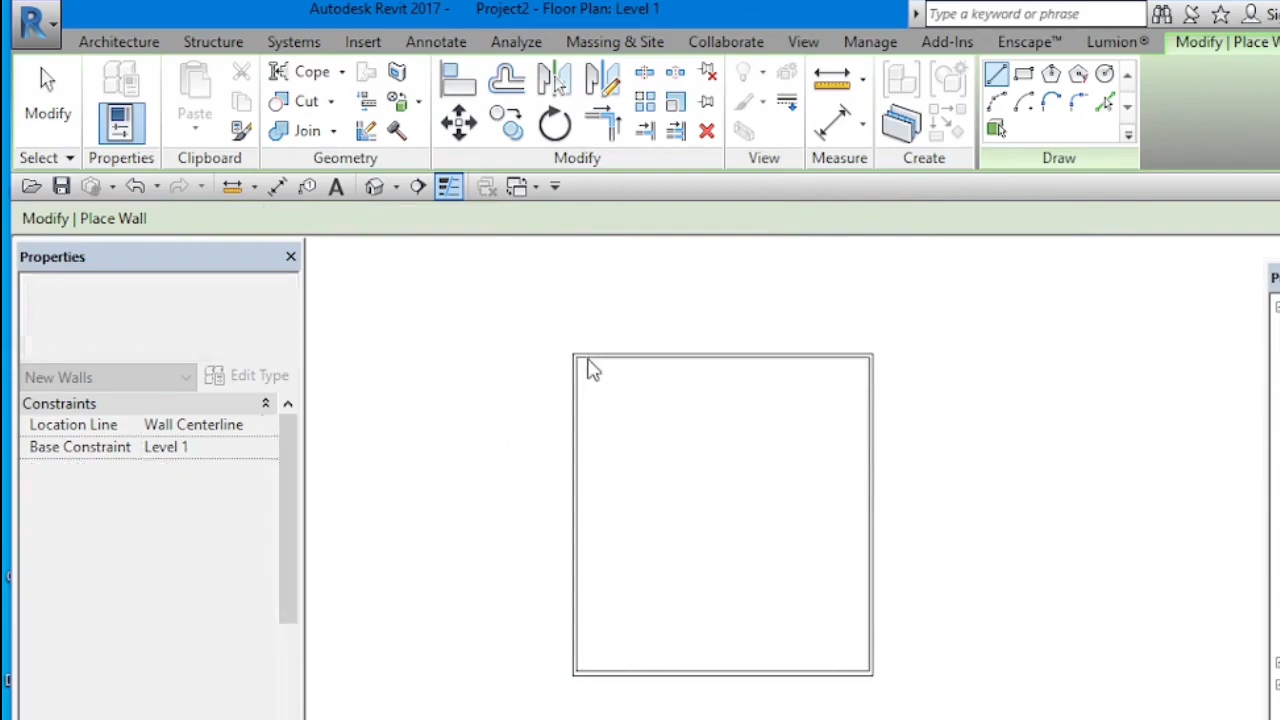 Autodesk Revit 2017 - Project2 - Floor Plan: Level 1
Type a keyword or phrase
Architecture Structure Systems Insert Annotate Analyze Massing & Site Collaborate View Manage Add-Ins Enscape™ Lumion® Modify | Place W
Cope
Cut
Join
Modify
Paste
Select Properties Clipboard Geometry Modify View Measure Create Draw
Modify | Place Wall
Properties
New Walls Edit Type
Constraints
Location Line Wall Centerline
Base Constraint Level 1